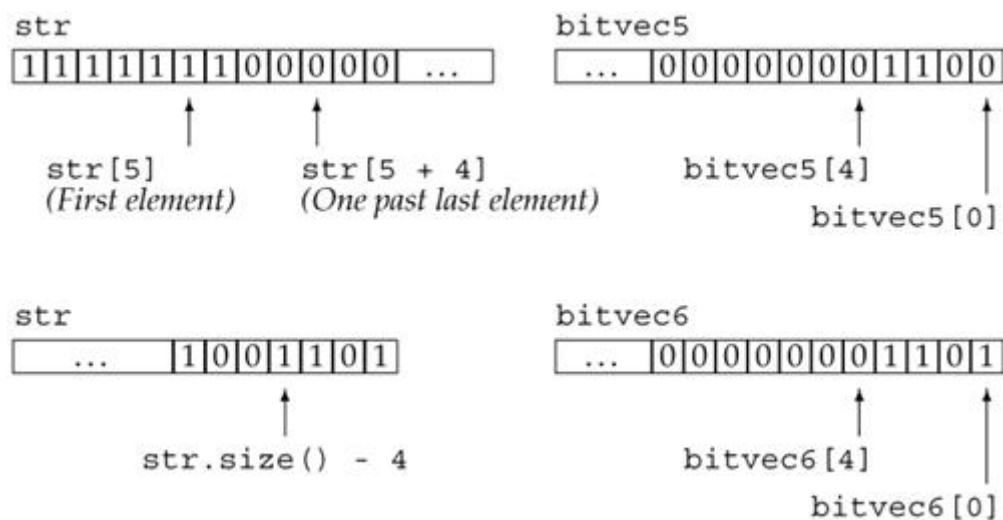 str
bitvec5
1 1 1 1 1 1 1 0 0 0 0 0 ...
... 0 0 0 0 0 0 0 1 1 0 0
str[5]
(First element)
str[5 + 4]
(One past last element)
bitvec5[4]
bitvec5[0]
str
bitvec6
... 1 0 0 1 1 0 1
... 0 0 0 0 0 0 0 1 1 0 1
str.size() - 4
bitvec6[4]
bitvec6[0]